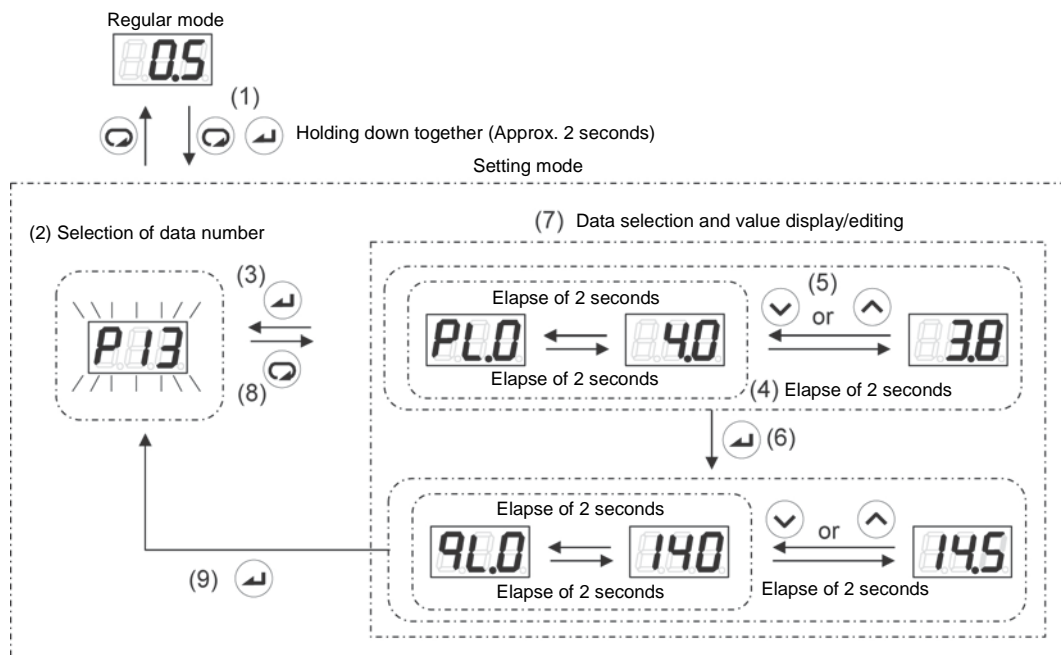 Regular mode
0.5
(1)
Holding down together (Approx. 2 seconds)
Setting mode
(2) Selection of data number
(7) Data selection and value display/editing
(3)
P13
(8)
Elapse of 2 seconds
PL.0
4.0
Elapse of 2 seconds
(5)
or
3.8
(4) Elapse of 2 seconds
(6)
Elapse of 2 seconds
qL.0
140
Elapse of 2 seconds
or
14.5
Elapse of 2 seconds
(9)